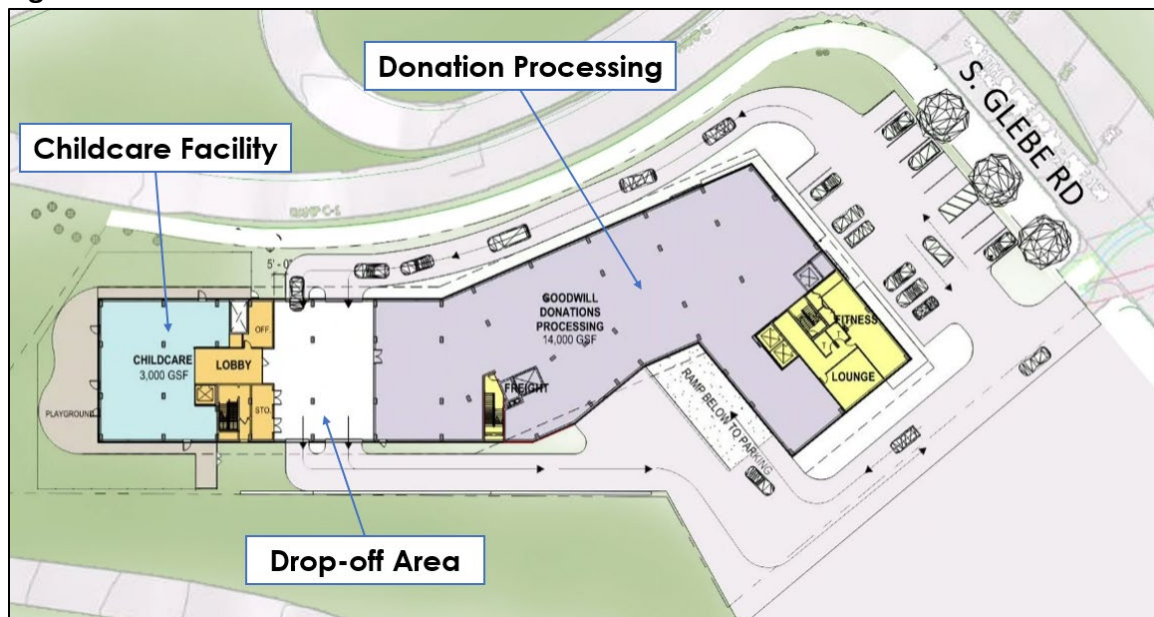 Donation Processing
S. GLEBE RD
Childcare Facility
RAMP C-1
5' - 0"
GOODWILL
DONATIONS
PROCESSING
14,000 GSF
OFF.
FITNESS
CHILDCARE
3,000 GSF
LOBBY
LOUNGE
FREIGHT
PLAYGROUND
STO.
RAMP BELOW TO PARKING
Drop-off Area